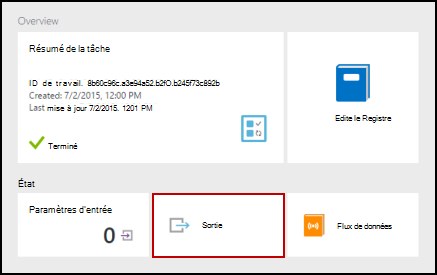 Overview
Résumé de la tâche
ID de travail. 8b60c96c.a3e94a52.b2fO.b245f73c892b
Created: 7/2/2015, 12:00 PM
Last mise à jour 7/2/2015. 1201 PM
Terminé
Edite le Registre
État
Paramètres d'entrée
0
Sortie
Flux de données